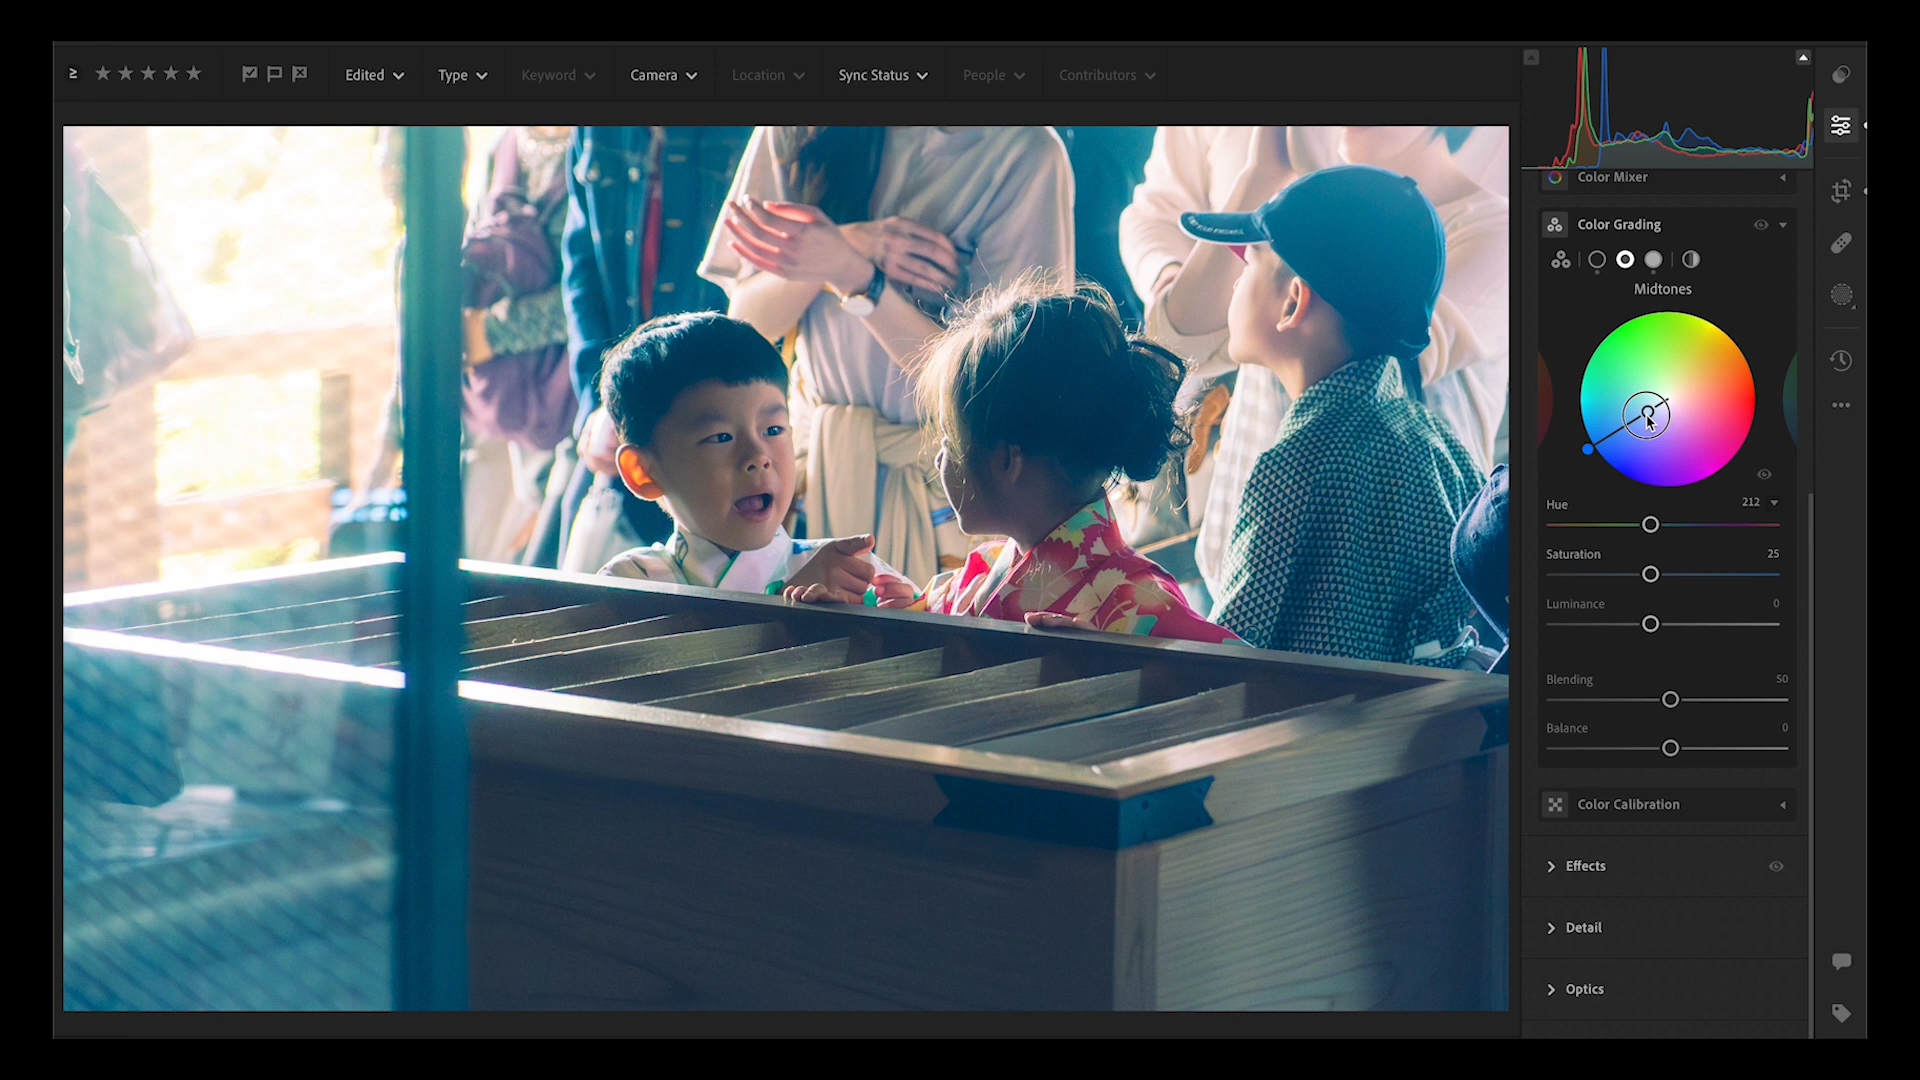 ≥
Edited
Type
Keyword
Camera
Location
Sync Status
People
Contributors
Color Mixer
Color Grading
Midtones
Hue 212
Saturation 25
Luminance 0
Blending 50
Balance 0
Color Calibration
Effects
Detail
Optics